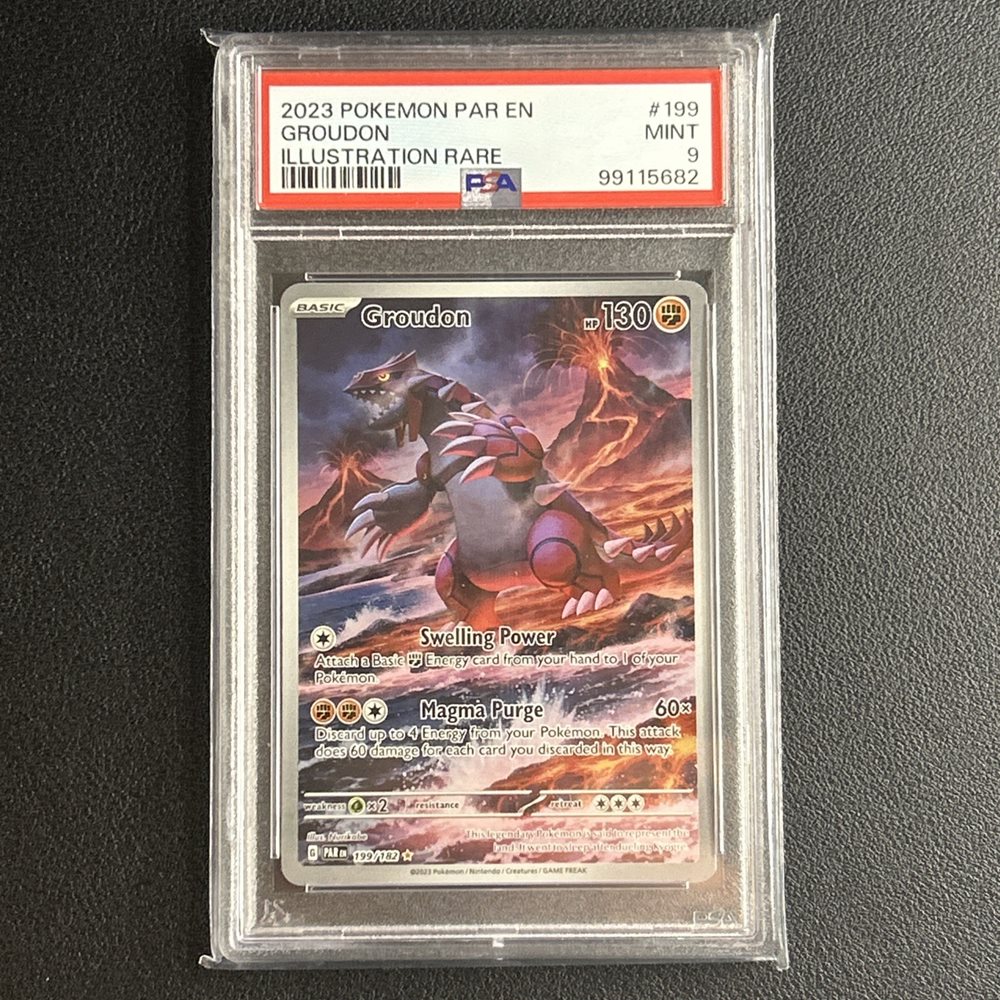 2023 POKEMON PAR EN #199
GROUDON MINT
ILLUSTRATION RARE 9
PSA 99115682
BASIC Groudon HP 130
Swelling Power
Attach a Basic Energy card from your hand to 1 of your
Pokémon.
Magma Purge 60×
Discard up to 4 Energy from your Pokémon. This attack
does 60 damage for each card you discarded in this way.
weakness ×2 resistance retreat
Illus. Nurikabe This legendary Pokémon is said to represent the
land. It went to sleep after dueling Kyogre.
G PAR EN 199/182
©2023 Pokémon / Nintendo / Creatures / GAME FREAK
PSA